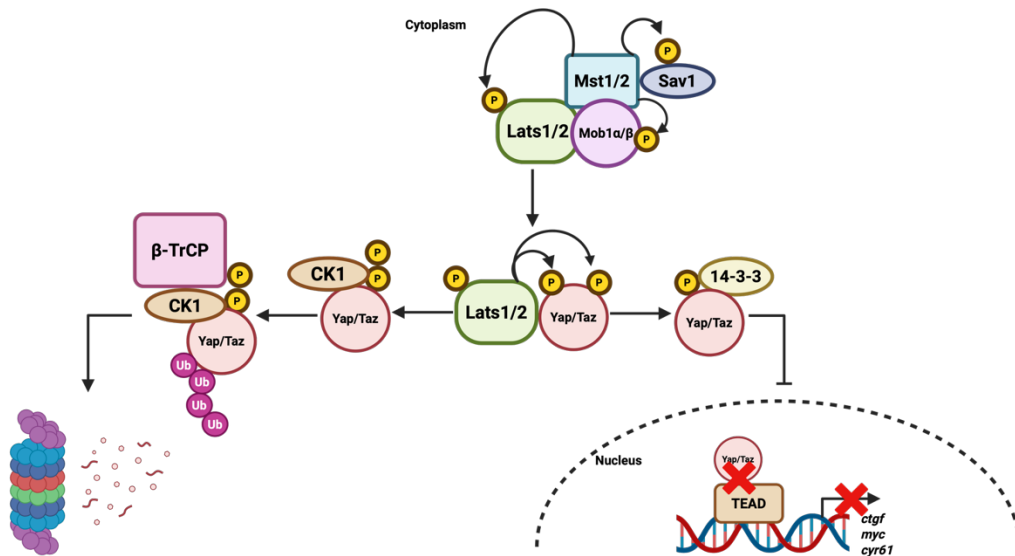 Cytoplasm
P
Mst1/2
Sav1
P
Lats1/2
Mob1α/β
P
β-TrCP
P
P
CK1
Yap/Taz
Ub
Ub
Ub
Ub
P
P
CK1
Yap/Taz
P
Lats1/2
P
P
Yap/Taz
P
14-3-3
Yap/Taz
Nucleus
Yap/Taz
TEAD
ctgf
myc
cyr61